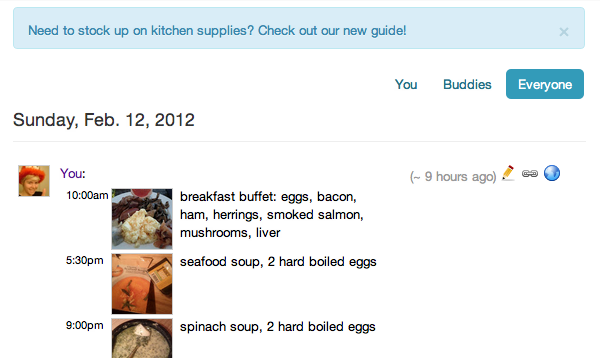 Need to stock up on kitchen supplies? Check out our new guide! ×
You Buddies Everyone
Sunday, Feb. 12, 2012
You: (~ 9 hours ago)
10:00am breakfast buffet: eggs, bacon,
ham, herrings, smoked salmon,
mushrooms, liver
5:30pm seafood soup, 2 hard boiled eggs
9:00pm spinach soup, 2 hard boiled eggs